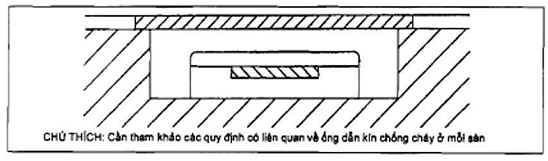 CHÚ THÍCH: Cần tham khảo các quy định có liên quan về ống dẫn kín chống cháy ở mỗi sàn